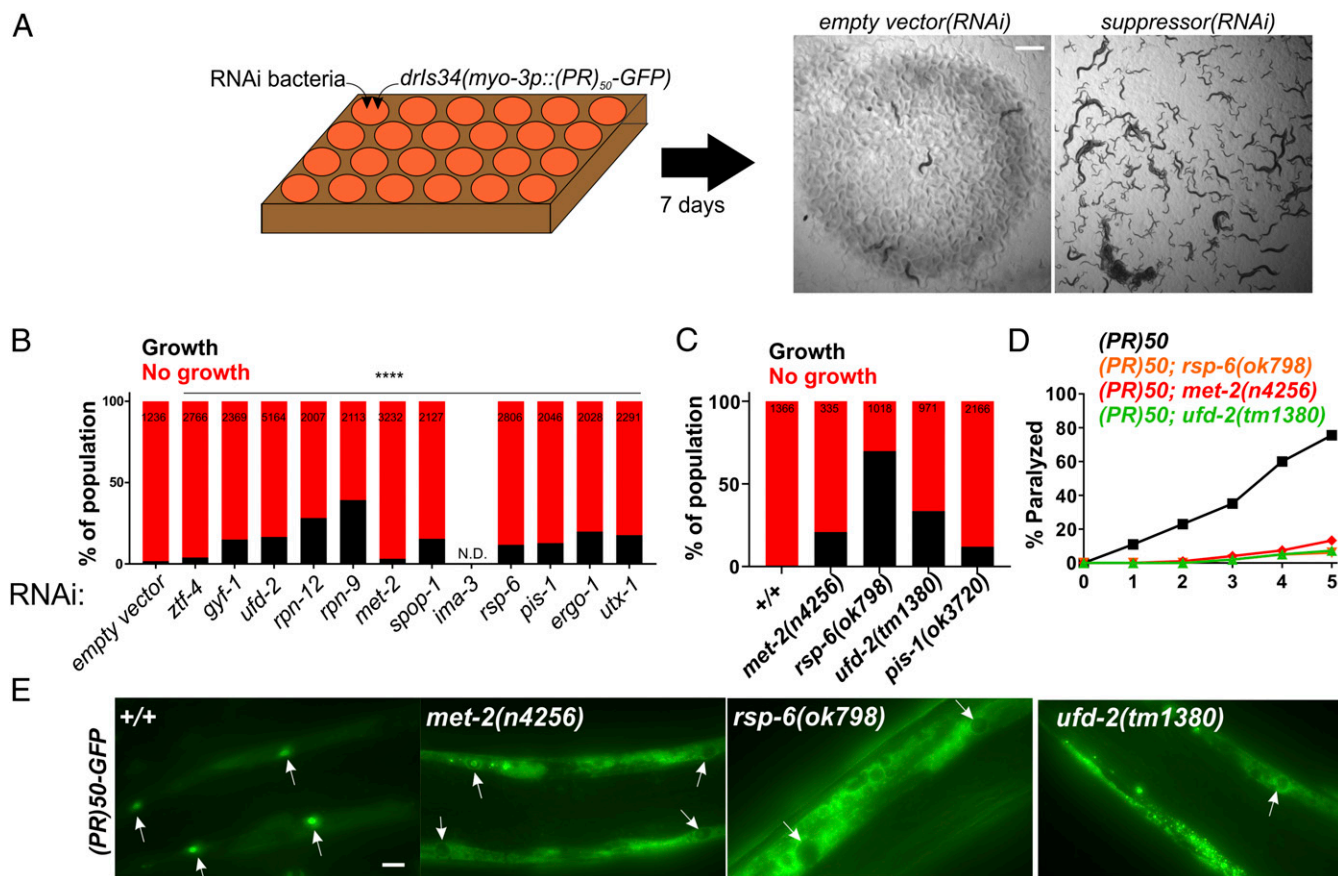 A
RNAi bacteria
drIs34(myo-3p::(PR)50-GFP)
7 days
empty vector(RNAi)
suppressor(RNAi)
B
Growth
No growth
****
% of population
100
50
0
1236
2766
2369
5164
2007
2113
3232
2127
N.D.
2806
2046
2028
2291
RNAi:
empty vector
ztf-4
gyf-1
ufd-2
rpn-12
rpn-9
met-2
spop-1
ima-3
rsp-6
pis-1
ergo-1
utx-1
C
Growth
No growth
% of population
100
50
0
1366
335
1018
971
2166
+/+
met-2(n4256)
rsp-6(ok798)
ufd-2(tm1380)
pis-1(ok3720)
D
(PR)50
(PR)50; rsp-6(ok798)
(PR)50; met-2(n4256)
(PR)50; ufd-2(tm1380)
% Paralyzed
100
80
60
40
20
0
0 1 2 3 4 5
E
(PR)50-GFP
+/+
met-2(n4256)
rsp-6(ok798)
ufd-2(tm1380)